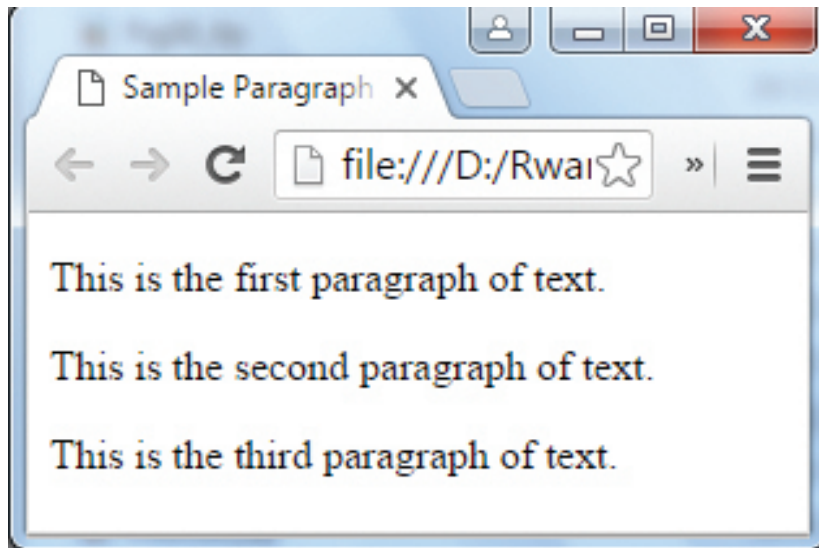 Sample Paragraph
file:///D:/Rwan
This is the first paragraph of text.
This is the second paragraph of text.
This is the third paragraph of text.